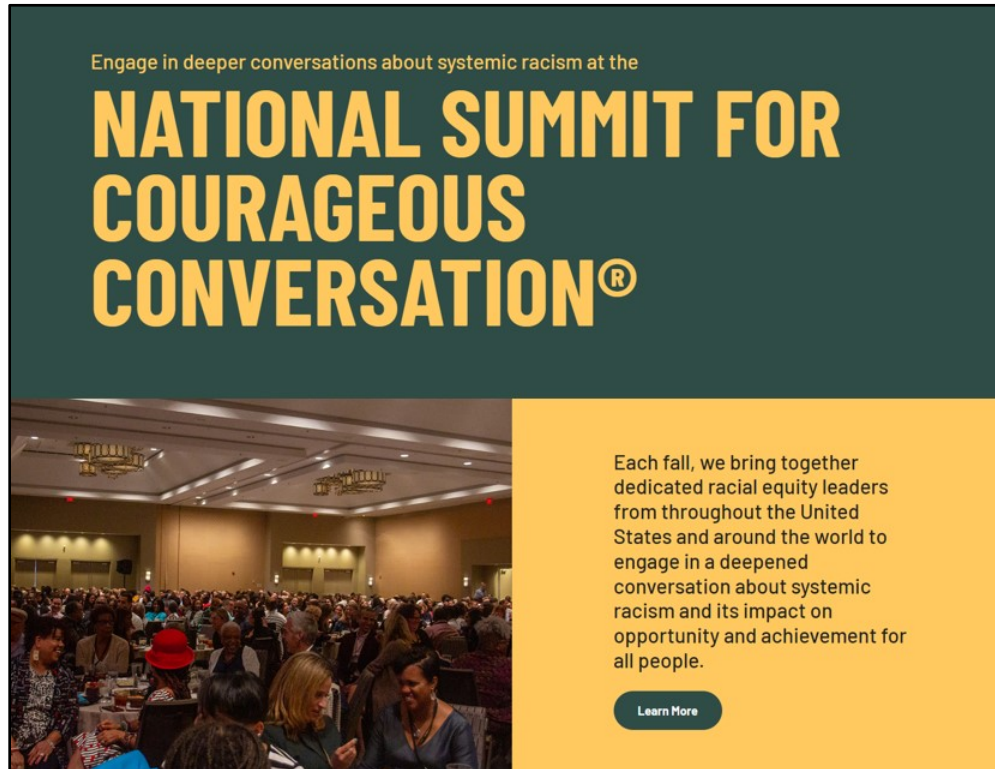 Engage in deeper conversations about systemic racism at the
NATIONAL SUMMIT FOR
COURAGEOUS
CONVERSATION®
Each fall, we bring together
dedicated racial equity leaders
from throughout the United
States and around the world to
engage in a deepened
conversation about systemic
racism and its impact on
opportunity and achievement for
all people.
Learn More